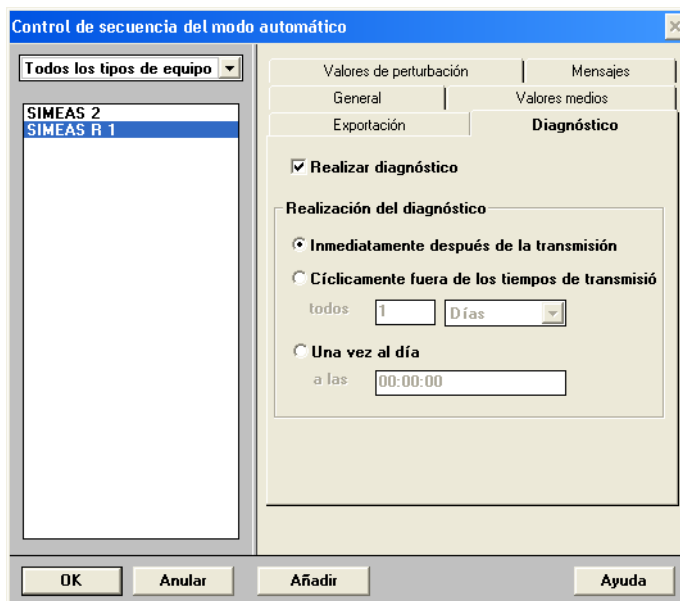 Control de secuencia del modo automático
Todos los tipos de equipo
SIMEAS 2
SIMEAS R 1
Valores de perturbación
Mensajes
General
Valores medios
Exportación
Diagnóstico
Realizar diagnóstico
Realización del diagnóstico
Inmediatamente después de la transmisión
Cíclicamente fuera de los tiempos de transmisió
todos 1 Días
Una vez al día
a las 00:00:00
OK Anular Añadir Ayuda